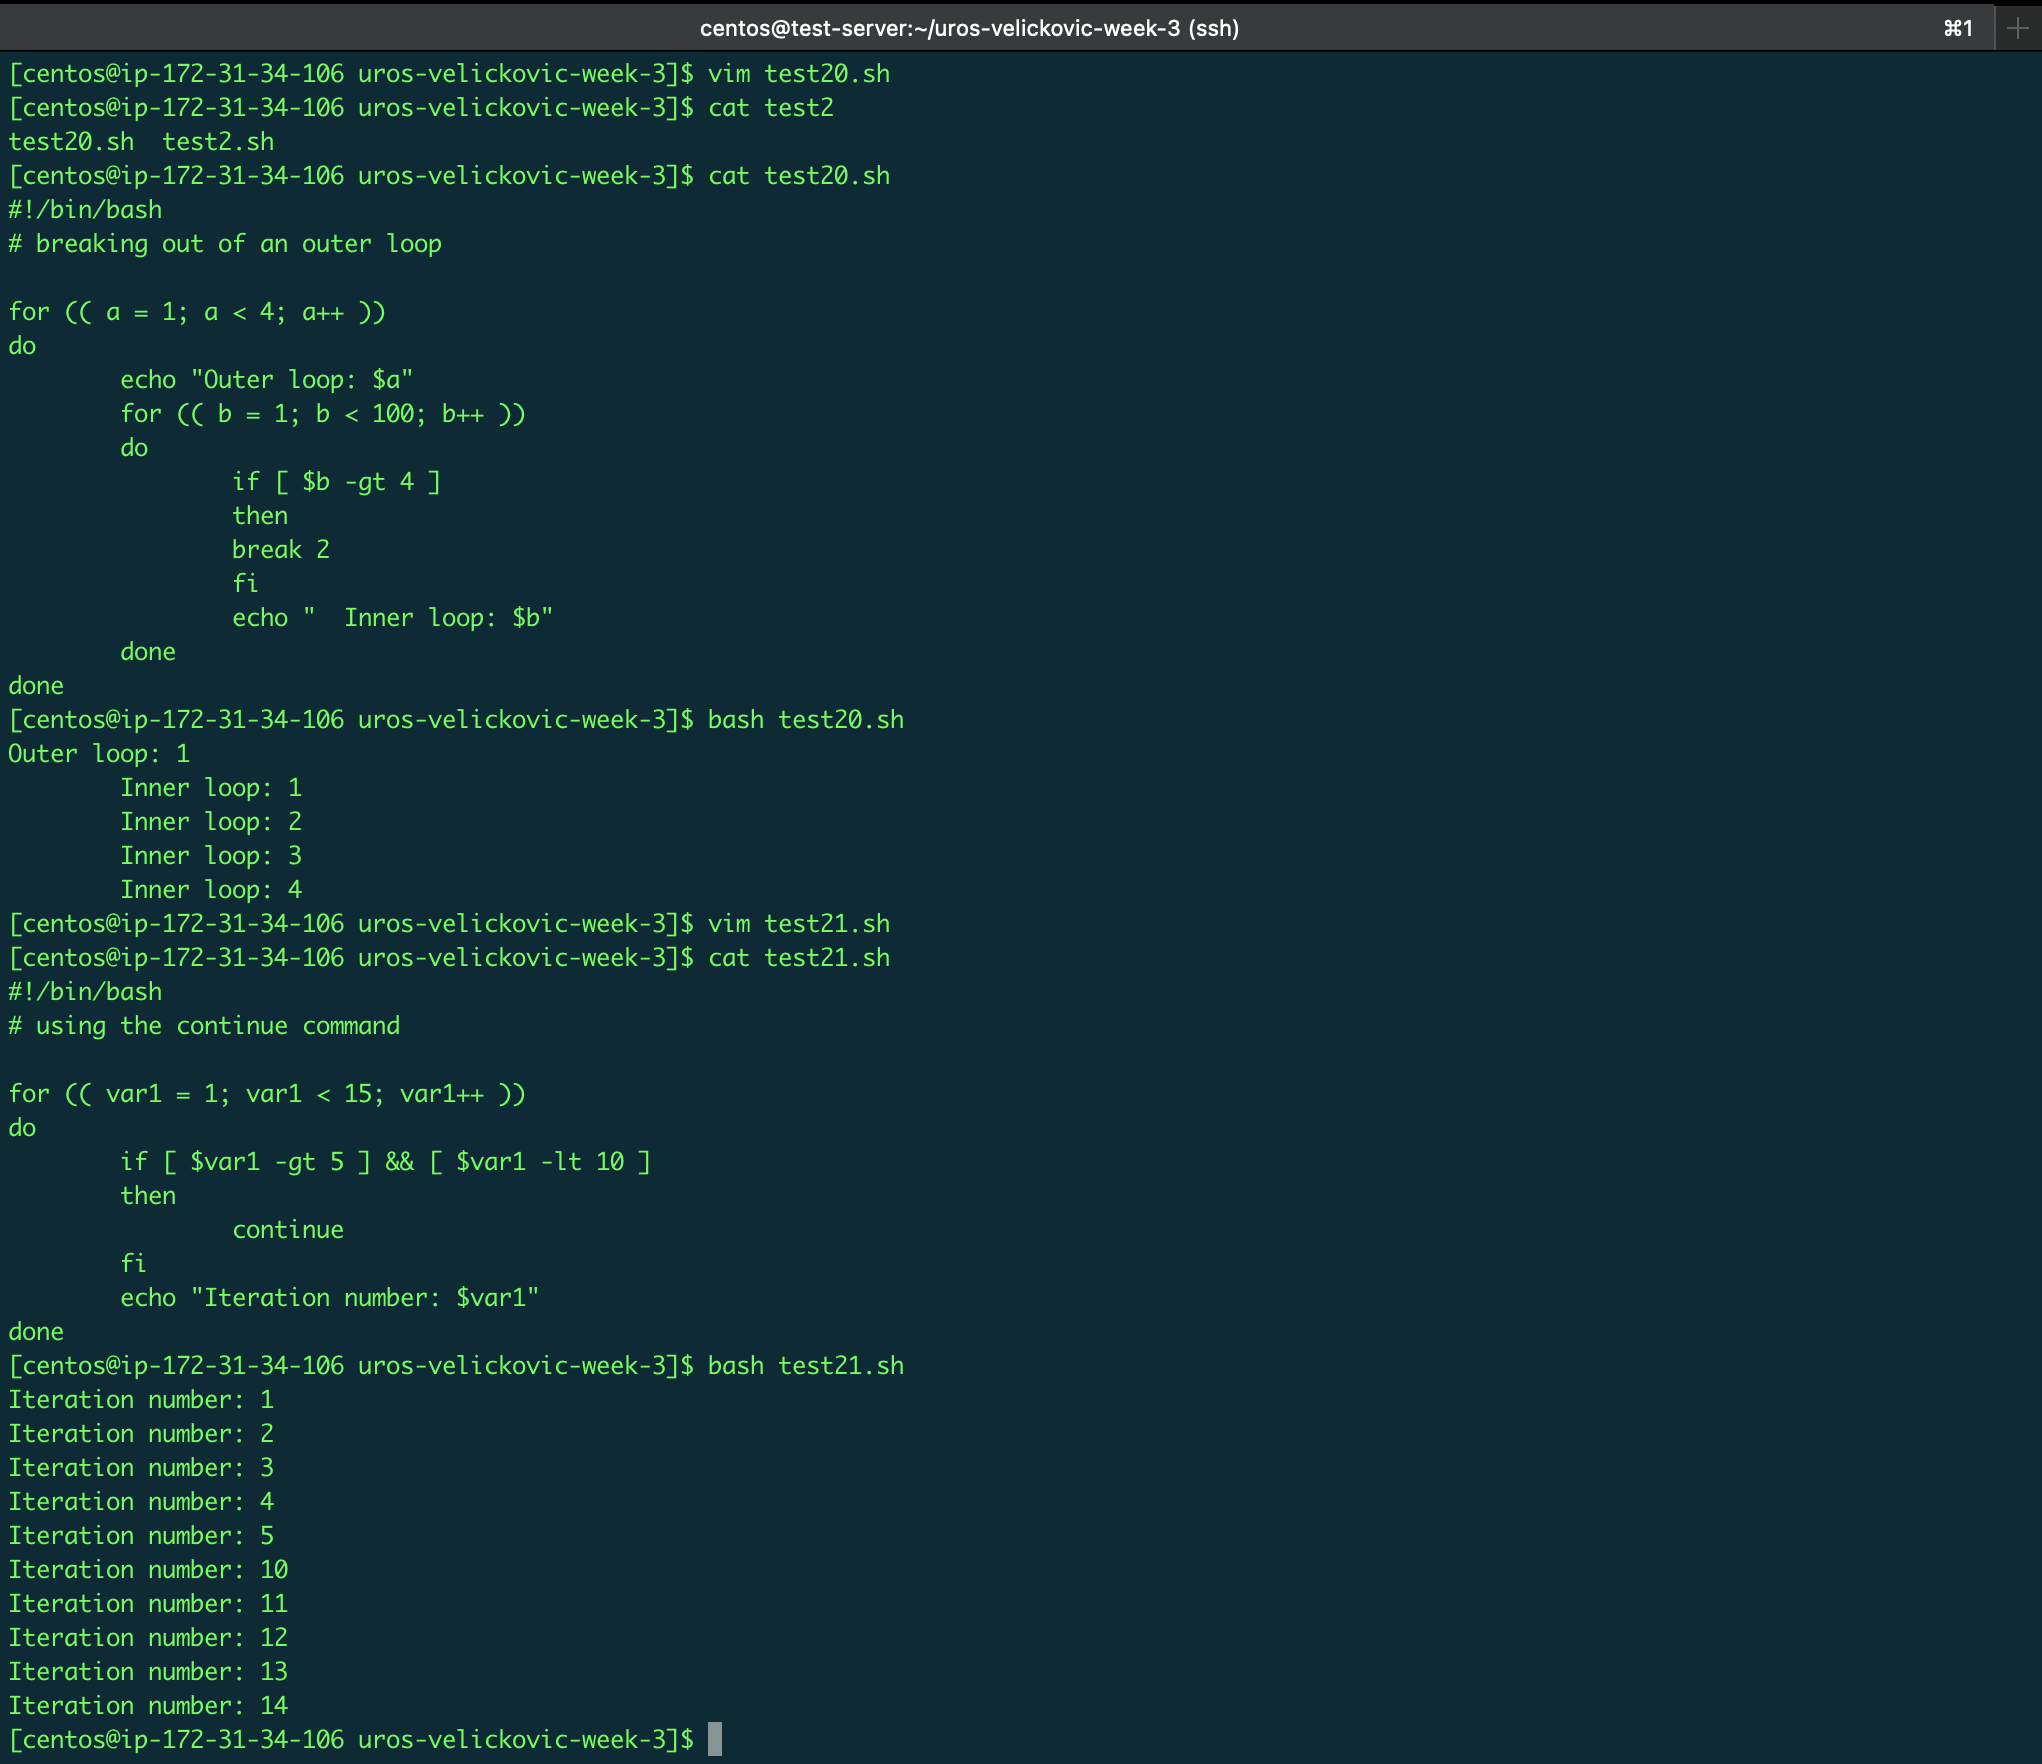 centos@test-server:~/uros-velickovic-week-3 (ssh) ⌘1
[centos@ip-172-31-34-106 uros-velickovic-week-3]$ vim test20.sh
[centos@ip-172-31-34-106 uros-velickovic-week-3]$ cat test2
test20.sh  test2.sh
[centos@ip-172-31-34-106 uros-velickovic-week-3]$ cat test20.sh
#!/bin/bash
# breaking out of an outer loop

for (( a = 1; a < 4; a++ ))
do
        echo "Outer loop: $a"
        for (( b = 1; b < 100; b++ ))
        do
                if [ $b -gt 4 ]
                then
                break 2
                fi
                echo "  Inner loop: $b"
        done
done
[centos@ip-172-31-34-106 uros-velickovic-week-3]$ bash test20.sh
Outer loop: 1
        Inner loop: 1
        Inner loop: 2
        Inner loop: 3
        Inner loop: 4
[centos@ip-172-31-34-106 uros-velickovic-week-3]$ vim test21.sh
[centos@ip-172-31-34-106 uros-velickovic-week-3]$ cat test21.sh
#!/bin/bash
# using the continue command

for (( var1 = 1; var1 < 15; var1++ ))
do
        if [ $var1 -gt 5 ] && [ $var1 -lt 10 ]
        then
                continue
        fi
        echo "Iteration number: $var1"
done
[centos@ip-172-31-34-106 uros-velickovic-week-3]$ bash test21.sh
Iteration number: 1
Iteration number: 2
Iteration number: 3
Iteration number: 4
Iteration number: 5
Iteration number: 10
Iteration number: 11
Iteration number: 12
Iteration number: 13
Iteration number: 14
[centos@ip-172-31-34-106 uros-velickovic-week-3]$